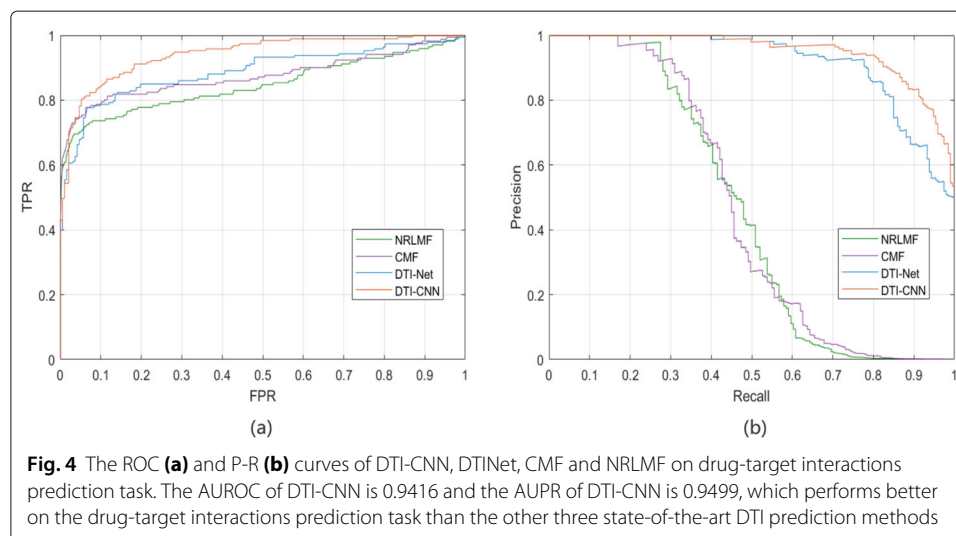 1
0.8
0.6
TPR
0.4
0.2
0
0 0.1 0.2 0.3 0.4 0.5 0.6 0.7 0.8 0.9 1
FPR
NRLMF
CMF
DTI-Net
DTI-CNN
(a)
1
0.8
0.6
Precision
0.4
0.2
0
0 0.1 0.2 0.3 0.4 0.5 0.6 0.7 0.8 0.9 1
Recall
NRLMF
CMF
DTI-Net
DTI-CNN
(b)
Fig. 4 The ROC (a) and P-R (b) curves of DTI-CNN, DTINet, CMF and NRLMF on drug-target interactions
prediction task. The AUROC of DTI-CNN is 0.9416 and the AUPR of DTI-CNN is 0.9499, which performs better
on the drug-target interactions prediction task than the other three state-of-the-art DTI prediction methods